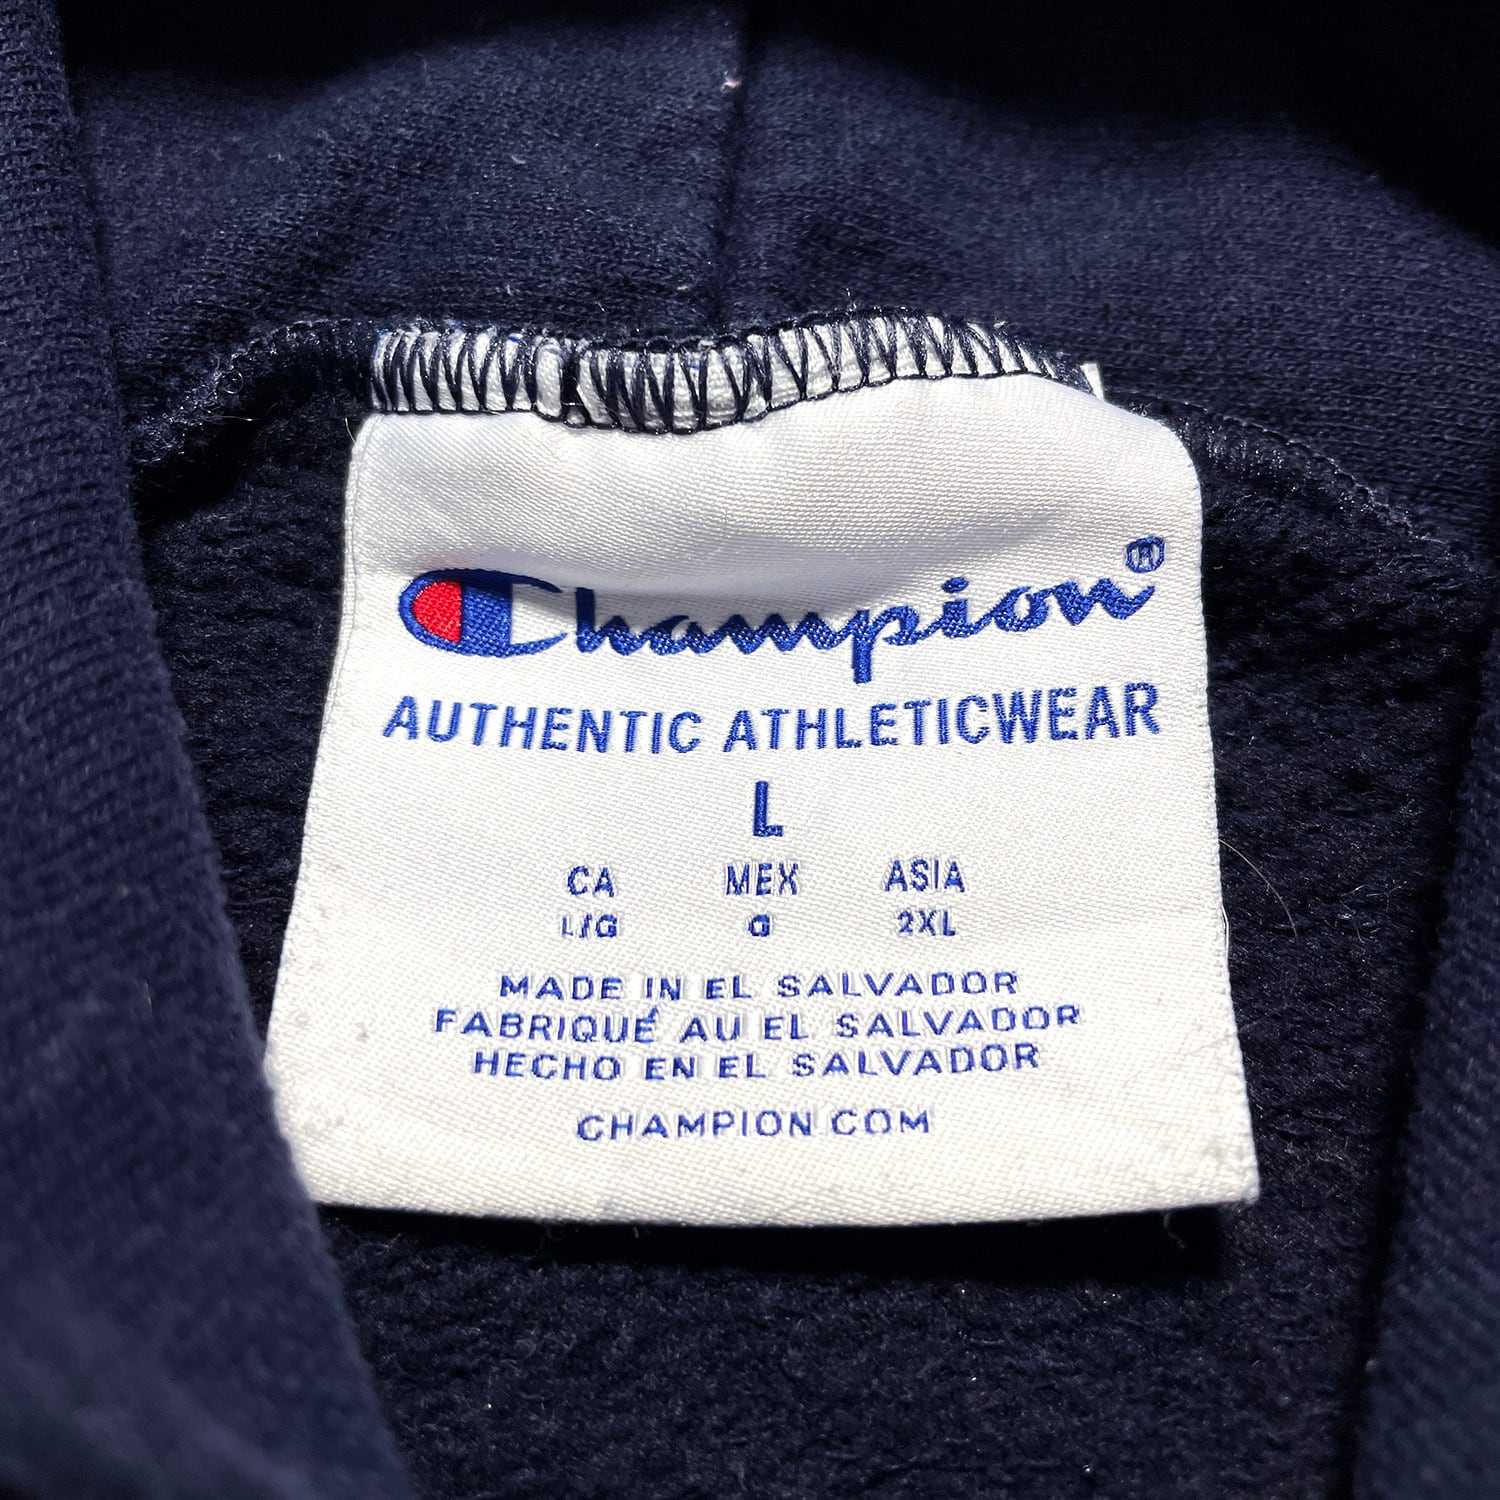 Champion®
AUTHENTIC ATHLETICWEAR
L
CA MEX ASIA
L/G G 2XL
MADE IN EL SALVADOR
FABRIQUÉ AU EL SALVADOR
HECHO EN EL SALVADOR
CHAMPION.COM